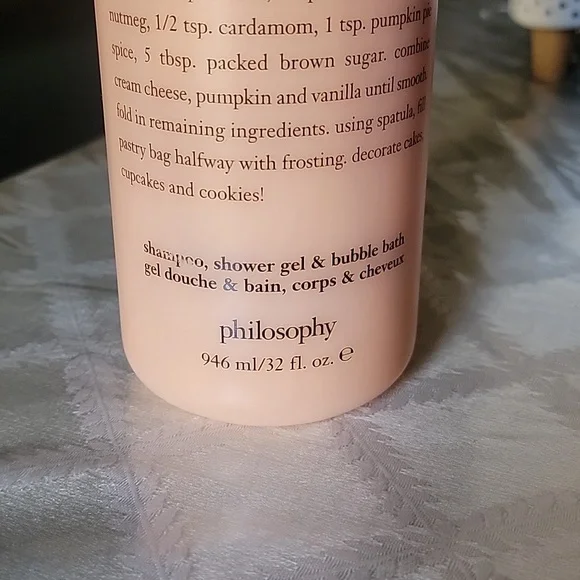 nutmeg, 1/2 tsp. cardamom, 1 tsp. pumpkin pie
spice, 5 tbsp. packed brown sugar. combine
cream cheese, pumpkin and vanilla until smooth.
fold in remaining ingredients. using spatula, fill
pastry bag halfway with frosting. decorate cakes,
cupcakes and cookies!
shampoo, shower gel & bubble bath
gel douche & bain, corps & cheveux
philosophy
946 ml/32 fl. oz. ℮